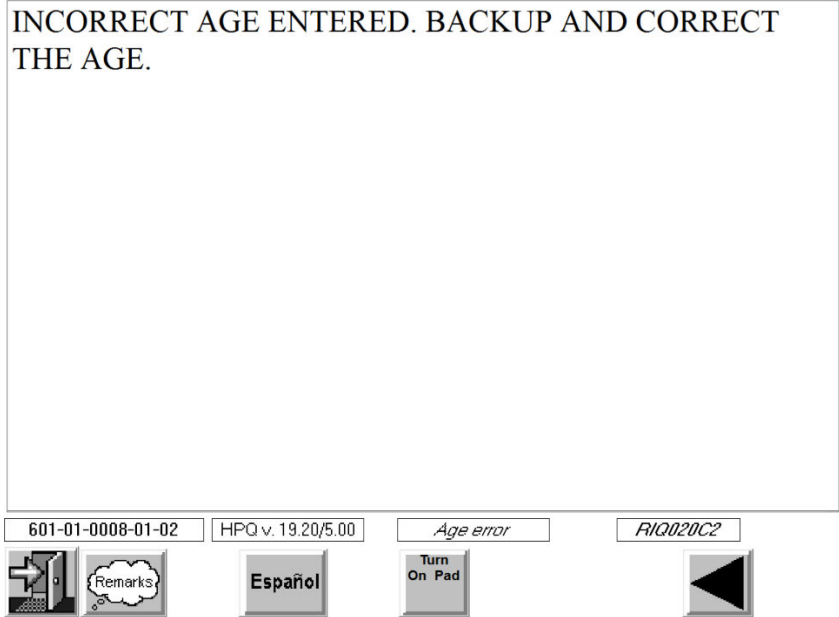 INCORRECT AGE ENTERED. BACKUP AND CORRECT
THE AGE.
601-01-0008-01-02
HPQ v. 19.20/5.00
Age error
RIQ020C2
Remarks
Español
Turn
On Pad